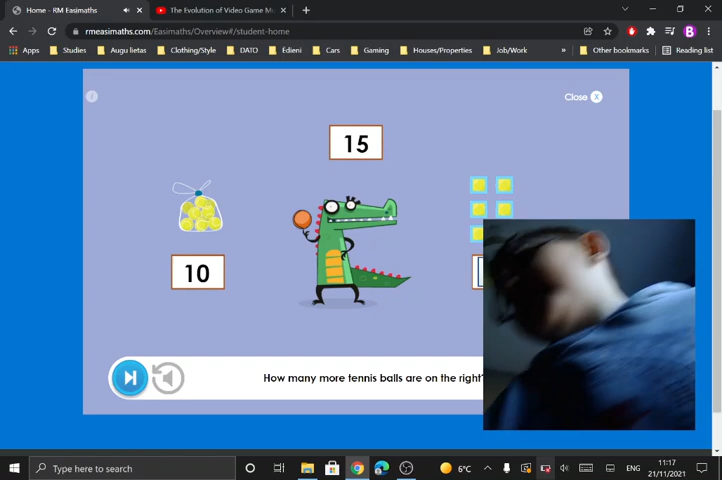 Home - RM Easimaths
The Evolution of Video Game Mu
rmeasimaths.com/Easimaths/Overview#/student-home
Apps Studies Augu lietas Clothing/Style DATO Edieni Cars Gaming Houses/Properties Job/Work » Other bookmarks Reading list
B
Close X
15
10
How many more tennis balls are on the right?
Type here to search
6°C
ENG
11:17
21/11/2021